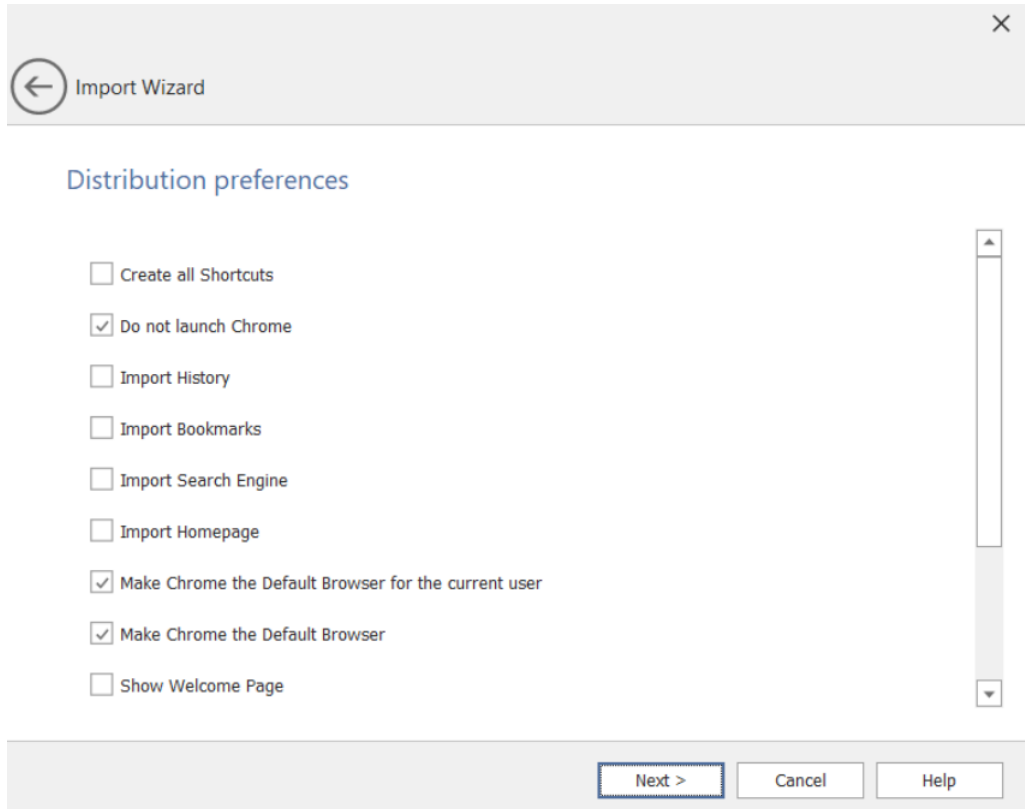 Import Wizard
Distribution preferences
Create all Shortcuts
Do not launch Chrome
Import History
Import Bookmarks
Import Search Engine
Import Homepage
Make Chrome the Default Browser for the current user
Make Chrome the Default Browser
Show Welcome Page
Next > Cancel Help